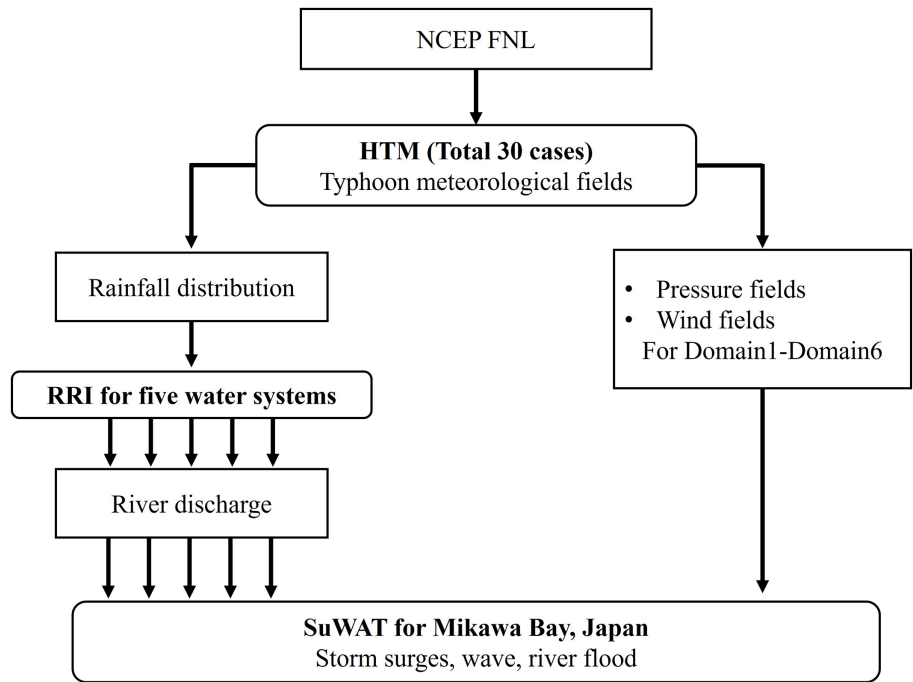 NCEP FNL
HTM (Total 30 cases)
Typhoon meteorological fields
Rainfall distribution
• Pressure fields
• Wind fields
For Domain1-Domain6
RRI for five water systems
River discharge
SuWAT for Mikawa Bay, Japan
Storm surges, wave, river flood